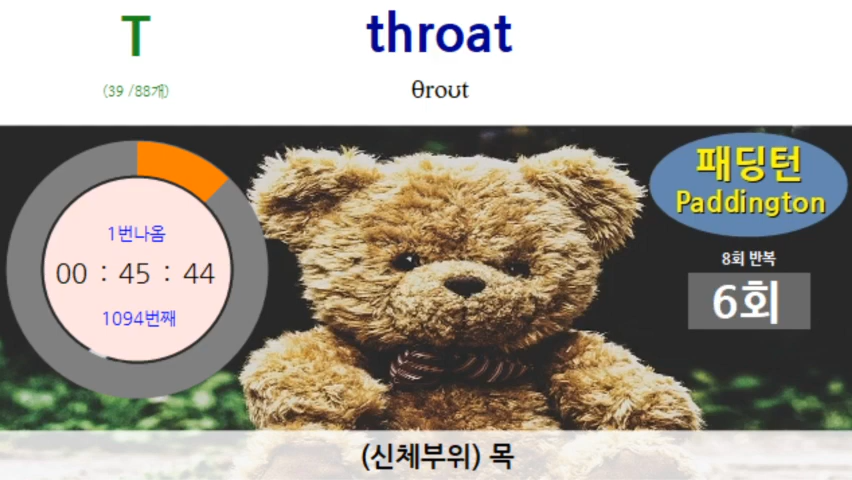 T
throat
(39 /88개)
θroʊt
패딩턴
Paddington
1번나옴
00 : 45 : 44
1094번째
8회 반복
6회
(신체부위) 목